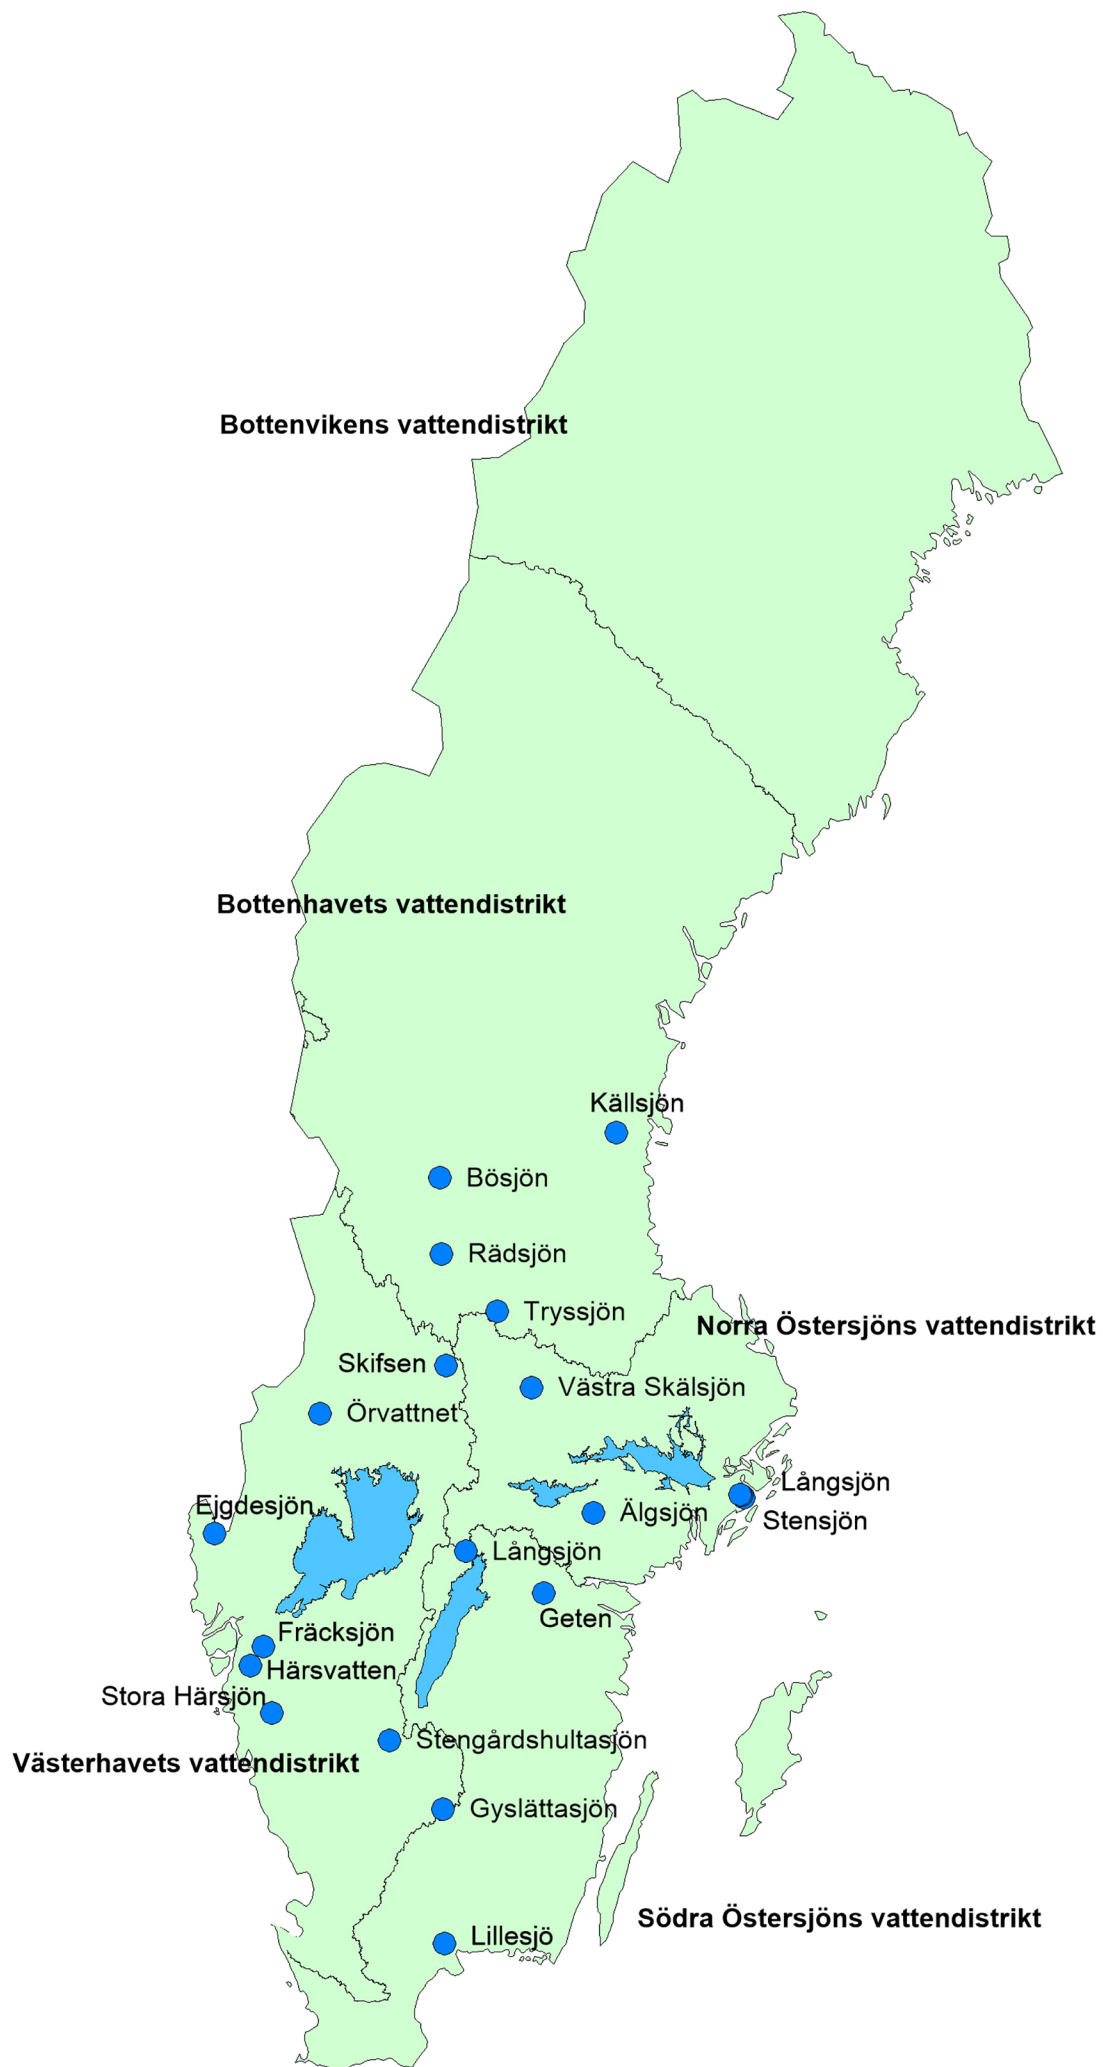 Bottenvikens vattendistrikt
Bottenhavets vattendistrikt
Källsjön
Bösjön
Rädsjön
Tryssjön
Norra Östersjöns vattendistrikt
Skifsen
Västra Skälsjön
Örvattnet
Långsjön
Ejgdesjön
Älgsjön
Stensjön
Långsjön
Geten
Fräcksjön
Härsvatten
Stora Härsjön
Stengårdshultasjön
Västerhavets vattendistrikt
Gyslättasjön
Södra Östersjöns vattendistrikt
Lillesjö